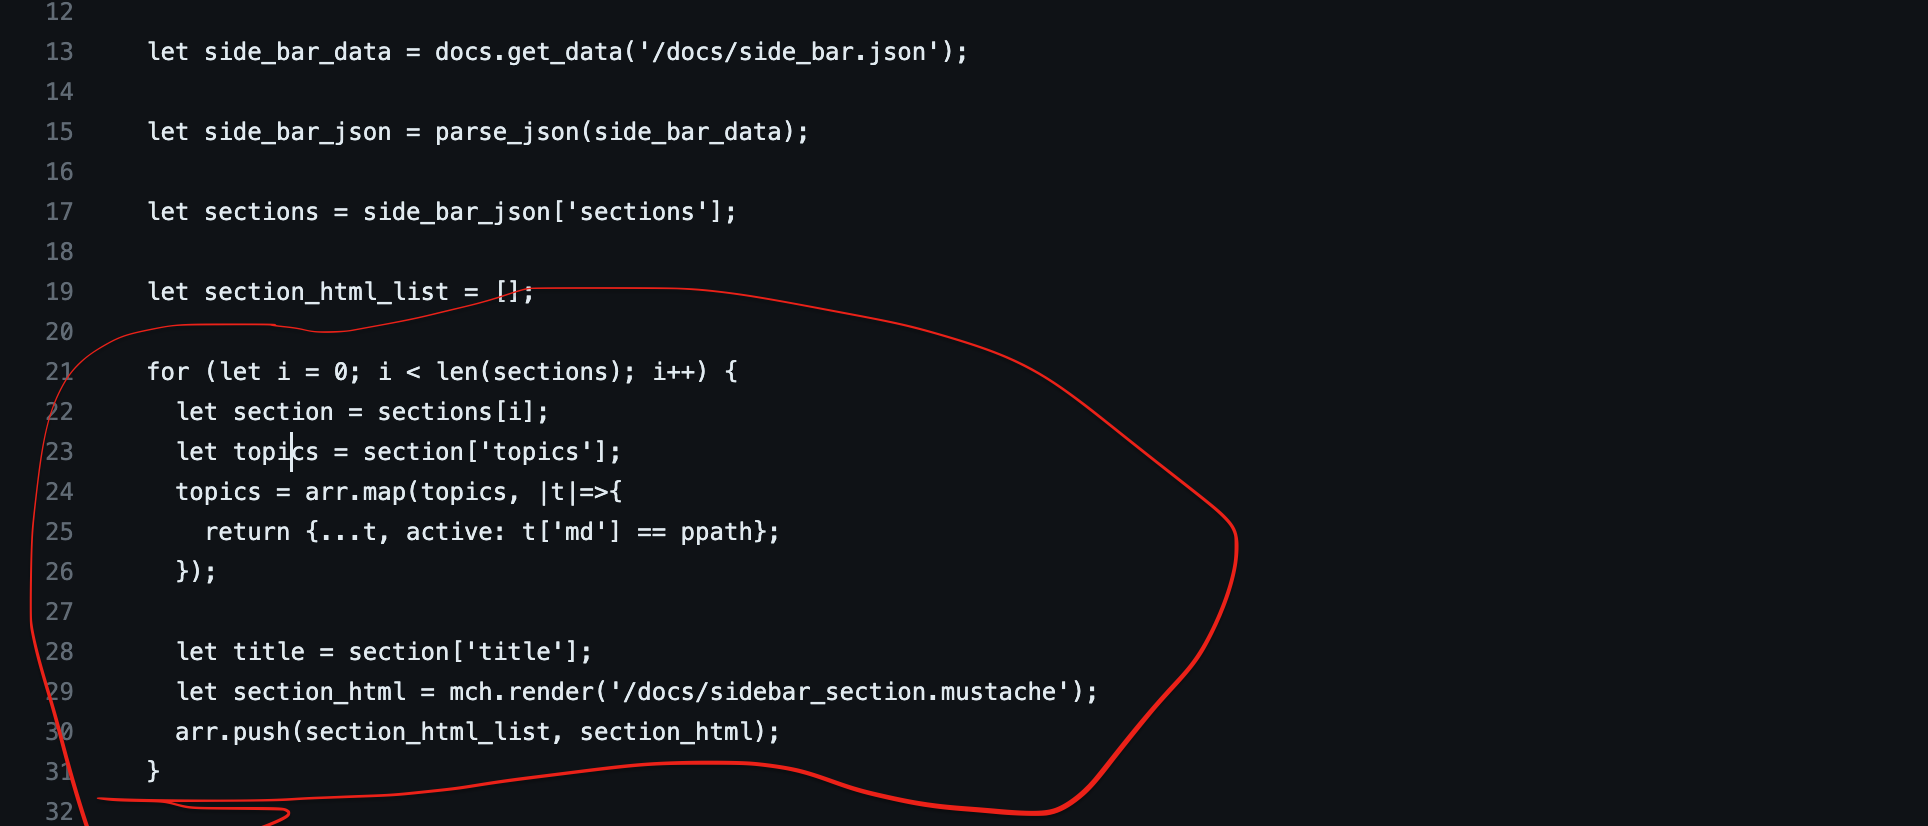 12
13 let side_bar_data = docs.get_data('/docs/side_bar.json');
14
15 let side_bar_json = parse_json(side_bar_data);
16
17 let sections = side_bar_json['sections'];
18
19 let section_html_list = [];
20
21 for (let i = 0; i < len(sections); i++) {
22 let section = sections[i];
23 let topics = section['topics'];
24 topics = arr.map(topics, |t|=>{
25 return {...t, active: t['md'] == ppath};
26 });
27
28 let title = section['title'];
29 let section_html = mch.render('/docs/sidebar_section.mustache');
30 arr.push(section_html_list, section_html);
31 }
32